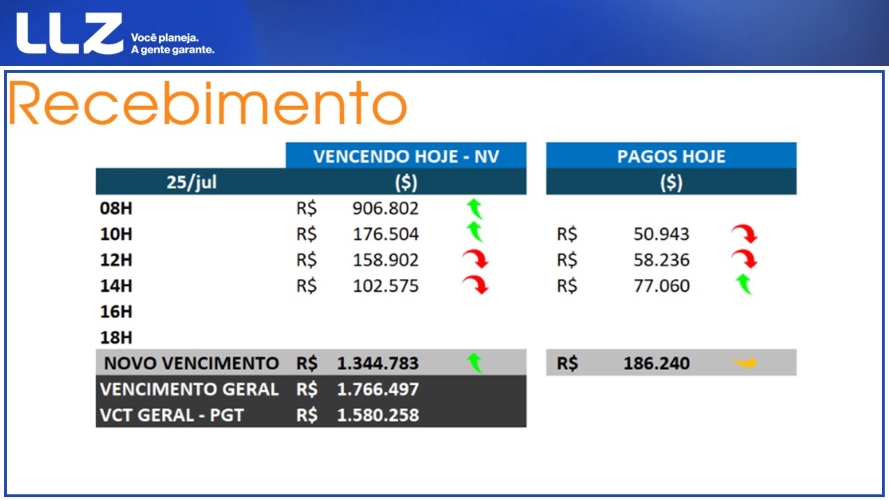 LLZ
Você planeja.
A gente garante.
Recebimento
VENCENDO HOJE - NV PAGOS HOJE
25/jul ($) ($)
08H R$ 906.802
10H R$ 176.504 R$ 50.943
12H R$ 158.902 R$ 58.236
14H R$ 102.575 R$ 77.060
16H
18H
NOVO VENCIMENTO R$ 1.344.783 R$ 186.240
VENCIMENTO GERAL R$ 1.766.497
VCT GERAL - PGT R$ 1.580.258